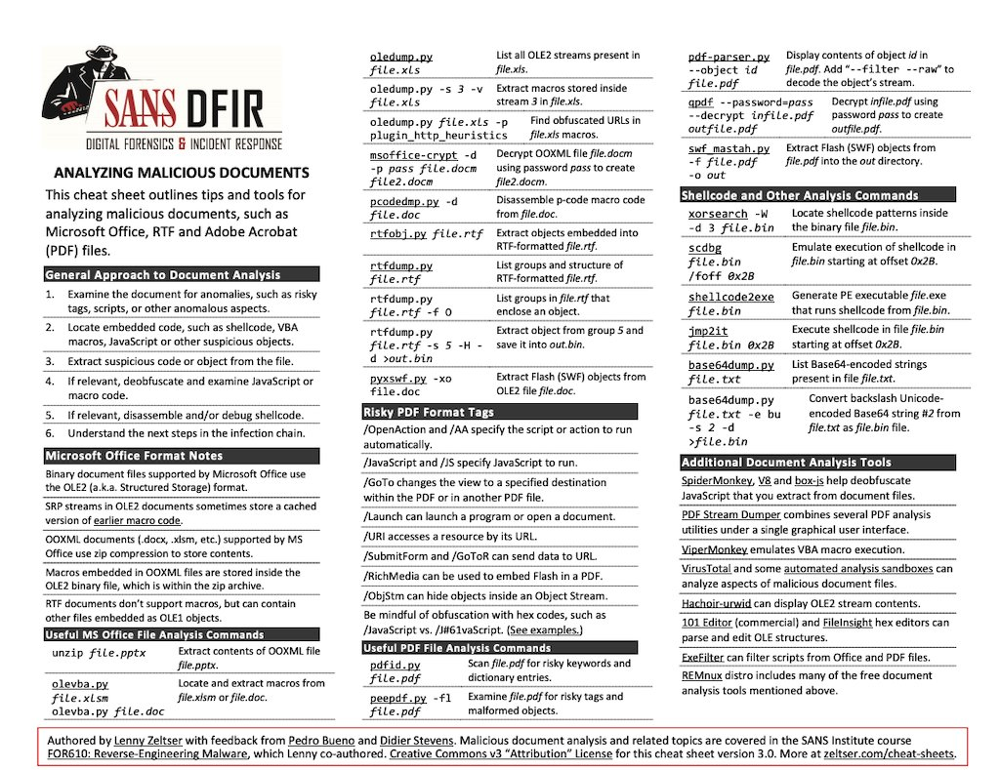 SANS DFIR
DIGITAL FORENSICS & INCIDENT RESPONSE
ANALYZING MALICIOUS DOCUMENTS
This cheat sheet outlines tips and tools for
analyzing malicious documents, such as
Microsoft Office, RTF and Adobe Acrobat
(PDF) files.
General Approach to Document Analysis
1. Examine the document for anomalies, such as risky
tags, scripts, or other anomalous aspects.
2. Locate embedded code, such as shellcode, VBA
macros, JavaScript or other suspicious objects.
3. Extract suspicious code or object from the file.
4. If relevant, deobfuscate and examine JavaScript or
macro code.
5. If relevant, disassemble and/or debug shellcode.
6. Understand the next steps in the infection chain.
Microsoft Office Format Notes
Binary document files supported by Microsoft Office use
the OLE2 (a.k.a. Structured Storage) format.
SRP streams in OLE2 documents sometimes store a cached
version of earlier macro code.
OOXML documents (.docx, .xlsm, etc.) supported by MS
Office use zip compression to store contents.
Macros embedded in OOXML files are stored inside the
OLE2 binary file, which is within the zip archive.
RTF documents don't support macros, but can contain
other files embedded as OLE1 objects.
Useful MS Office File Analysis Commands
unzip file.pptx Extract contents of OOXML file
file.pptx.
olevba.py Locate and extract macros from
file.xlsm file.xlsm or file.doc.
olevba.py file.doc
oledump.py List all OLE2 streams present in
file.xls file.xls.
oledump.py -s 3 -v Extract macros stored inside
file.xls stream 3 in file.xls.
oledump.py file.xls -p Find obfuscated URLs in
plugin_http_heuristics file.xls macros.
msoffice-crypt -d Decrypt OOXML file file.docm
-p pass file.docm using password pass to create
file2.docm file2.docm.
pcodedmp.py -d Disassemble p-code macro code
file.doc from file.doc.
rtfobj.py file.rtf Extract objects embedded into
RTF-formatted file.rtf.
rtfdump.py List groups and structure of
file.rtf RTF-formatted file.rtf.
rtfdump.py List groups in file.rtf that
file.rtf -f O enclose an object.
rtfdump.py Extract object from group 5 and
file.rtf -s 5 -H - save it into out.bin.
d >out.bin
pyxswf.py -xo Extract Flash (SWF) objects from
file.doc OLE2 file file.doc.
Risky PDF Format Tags
/OpenAction and /AA specify the script or action to run
automatically.
/JavaScript and /JS specify JavaScript to run.
/GoTo changes the view to a specified destination
within the PDF or in another PDF file.
/Launch can launch a program or open a document.
/URI accesses a resource by its URL.
/SubmitForm and /GoToR can send data to URL.
/RichMedia can be used to embed Flash in a PDF.
/ObjStm can hide objects inside an Object Stream.
Be mindful of obfuscation with hex codes, such as
/JavaScript vs. /J#61vaScript. (See examples.)
Useful PDF File Analysis Commands
pdfid.py Scan file.pdf for risky keywords and
file.pdf dictionary entries.
peepdf.py -fl Examine file.pdf for risky tags and
file.pdf malformed objects.
pdf-parser.py Display contents of object id in
--object id file.pdf. Add "--filter --raw" to
file.pdf decode the object's stream.
qpdf --password=pass Decrypt infile.pdf using
--decrypt infile.pdf password pass to create
outfile.pdf outfile.pdf.
swf_mastah.py Extract Flash (SWF) objects from
-f file.pdf file.pdf into the out directory.
-o out
Shellcode and Other Analysis Commands
xorsearch -W Locate shellcode patterns inside
-d 3 file.bin the binary file file.bin.
scdbg Emulate execution of shellcode in
file.bin file.bin starting at offset 0x2B.
/foff 0x2B
shellcode2exe Generate PE executable file.exe
file.bin that runs shellcode from file.bin.
jmp2it Execute shellcode in file file.bin
file.bin 0x2B starting at offset 0x2B.
base64dump.py List Base64-encoded strings
file.txt present in file file.txt.
base64dump.py Convert backslash Unicode-
file.txt -e bu encoded Base64 string #2 from
-s 2 -d file.txt as file.bin file.
>file.bin
Additional Document Analysis Tools
SpiderMonkey, V8 and box-js help deobfuscate
JavaScript that you extract from document files.
PDF Stream Dumper combines several PDF analysis
utilities under a single graphical user interface.
ViperMonkey emulates VBA macro execution.
VirusTotal and some automated analysis sandboxes can
analyze aspects of malicious document files.
Hachoir-urwid can display OLE2 stream contents.
101 Editor (commercial) and FileInsight hex editors can
parse and edit OLE structures.
ExeFilter can filter scripts from Office and PDF files.
REMnux distro includes many of the free document
analysis tools mentioned above.
Authored by Lenny Zeltser with feedback from Pedro Bueno and Didier Stevens. Malicious document analysis and related topics are covered in the SANS Institute course
FOR610: Reverse-Engineering Malware, which Lenny co-authored. Creative Commons v3 "Attribution" License for this cheat sheet version 3.0. More at zeltser.com/cheat-sheets.